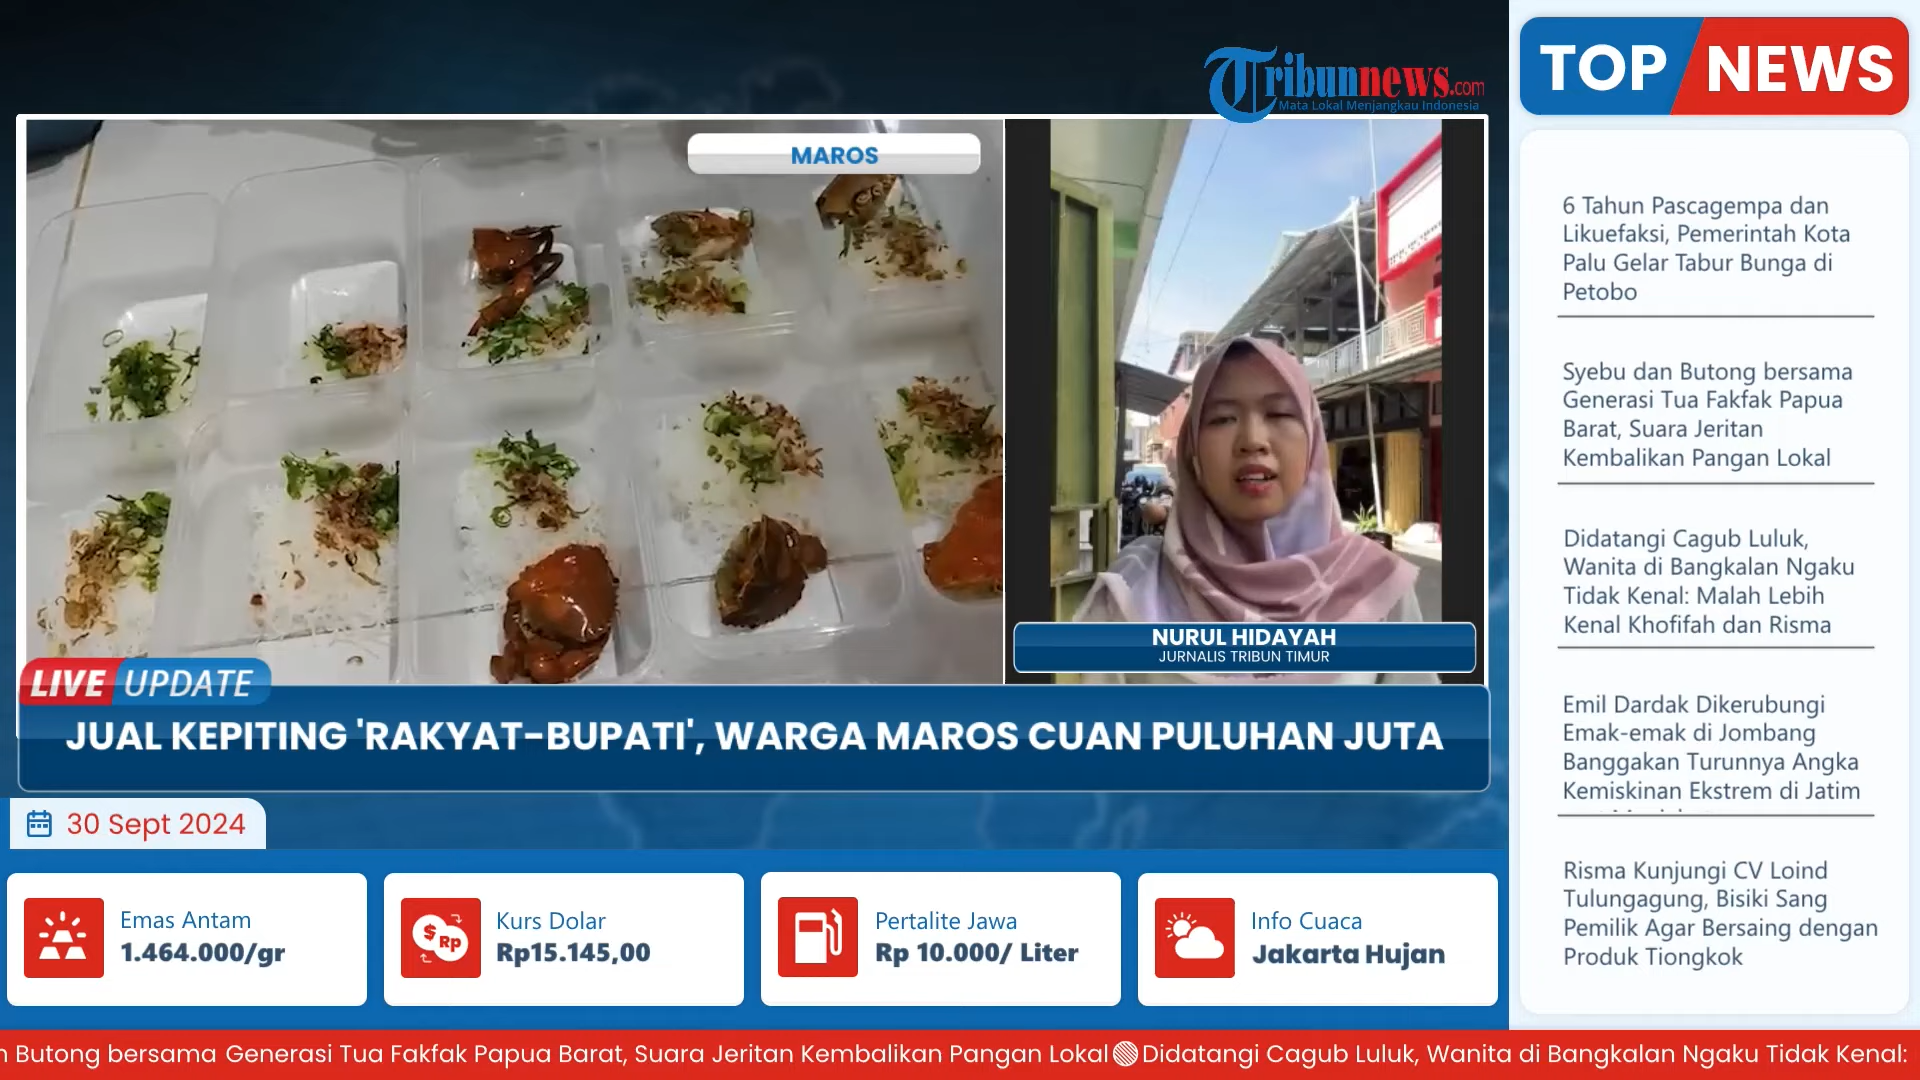 Tribunnews.com
Mata Lokal Menjangkau Indonesia
TOP NEWS
MAROS
NURUL HIDAYAH
JURNALIS TRIBUN TIMUR
LIVE UPDATE
JUAL KEPITING 'RAKYAT-BUPATI', WARGA MAROS CUAN PULUHAN JUTA
30 Sept 2024
Emas Antam
1.464.000/gr
Kurs Dolar
Rp15.145,00
Pertalite Jawa
Rp 10.000/ Liter
Info Cuaca
Jakarta Hujan
6 Tahun Pascagempa dan
Likuefaksi, Pemerintah Kota
Palu Gelar Tabur Bunga di
Petobo
Syebu dan Butong bersama
Generasi Tua Fakfak Papua
Barat, Suara Jeritan
Kembalikan Pangan Lokal
Didatangi Cagub Luluk,
Wanita di Bangkalan Ngaku
Tidak Kenal: Malah Lebih
Kenal Khofifah dan Risma
Emil Dardak Dikerubungi
Emak-emak di Jombang
Banggakan Turunnya Angka
Kemiskinan Ekstrem di Jatim
Risma Kunjungi CV Loind
Tulungagung, Bisiki Sang
Pemilik Agar Bersaing dengan
Produk Tiongkok
n Butong bersama Generasi Tua Fakfak Papua Barat, Suara Jeritan Kembalikan Pangan Lokal Didatangi Cagub Luluk, Wanita di Bangkalan Ngaku Tidak Kenal: